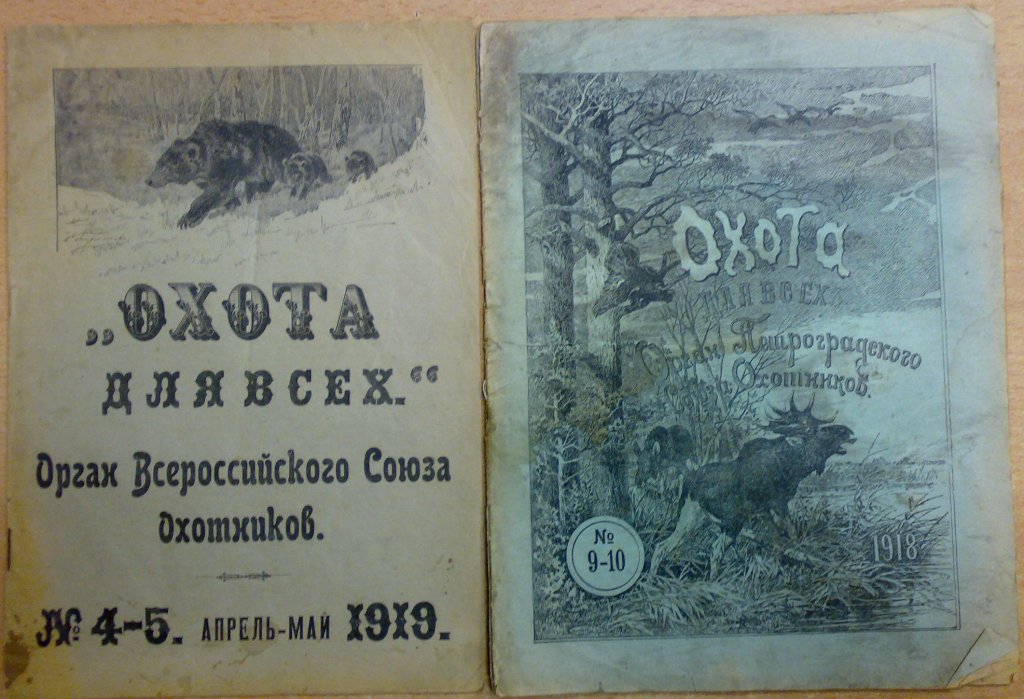 „ОХОТА
ДЛЯ ВСЕХ.“
Орган Всероссийского Союза
охотников.
№ 4-5. АПРЕЛЬ-МАЙ 1919.
ОХОТА
ДЛЯ ВСЕХ
Орган Петроградского
Охотников.
№
9-10
1918